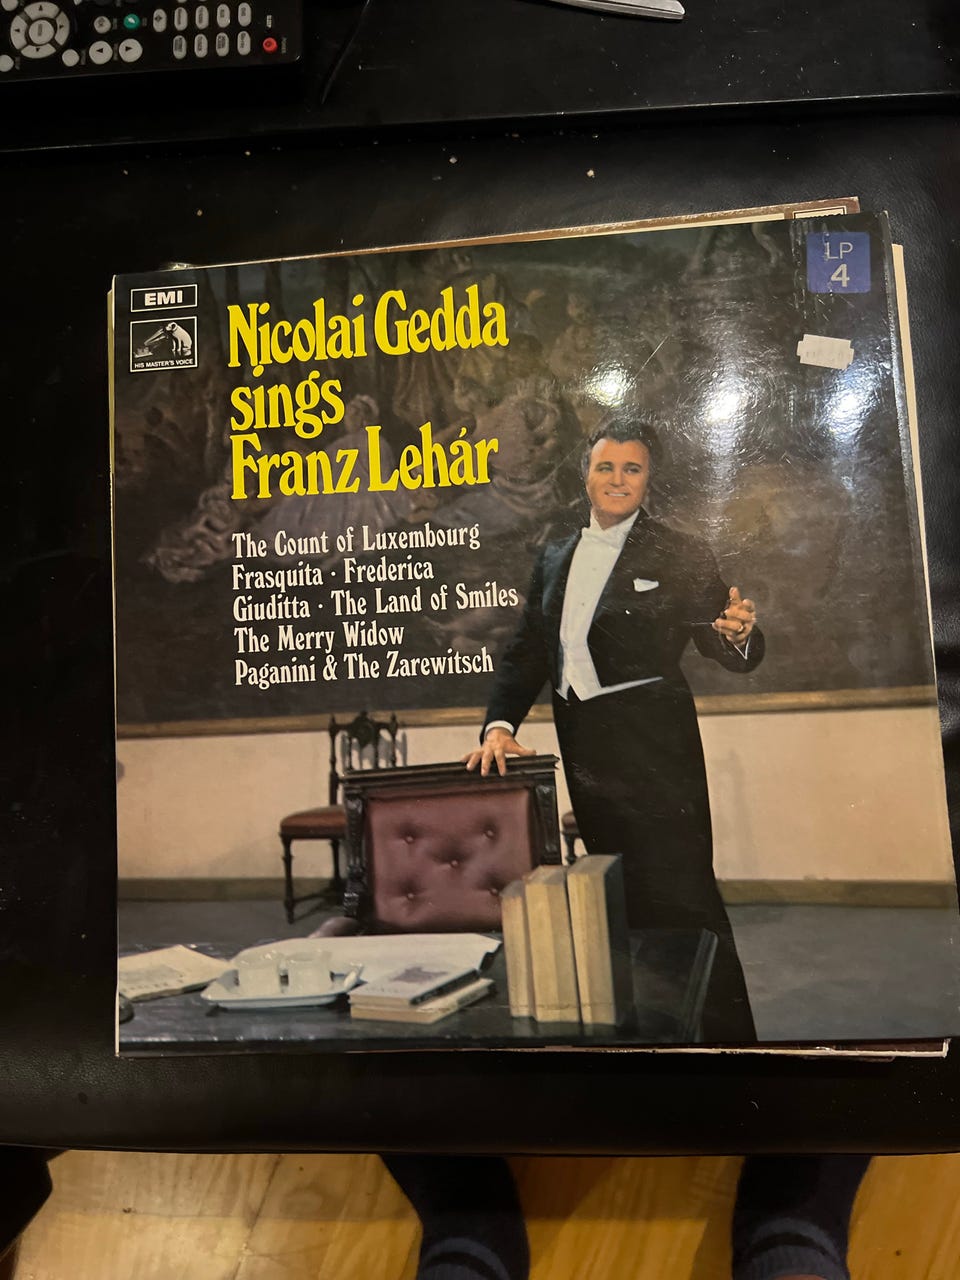 EMI
HIS MASTER'S VOICE
Nicolai Gedda
sings
Franz Lehár
The Count of Luxembourg
Frasquita · Frederica
Giuditta · The Land of Smiles
The Merry Widow
Paganini & The Zarewitsch
LP
4